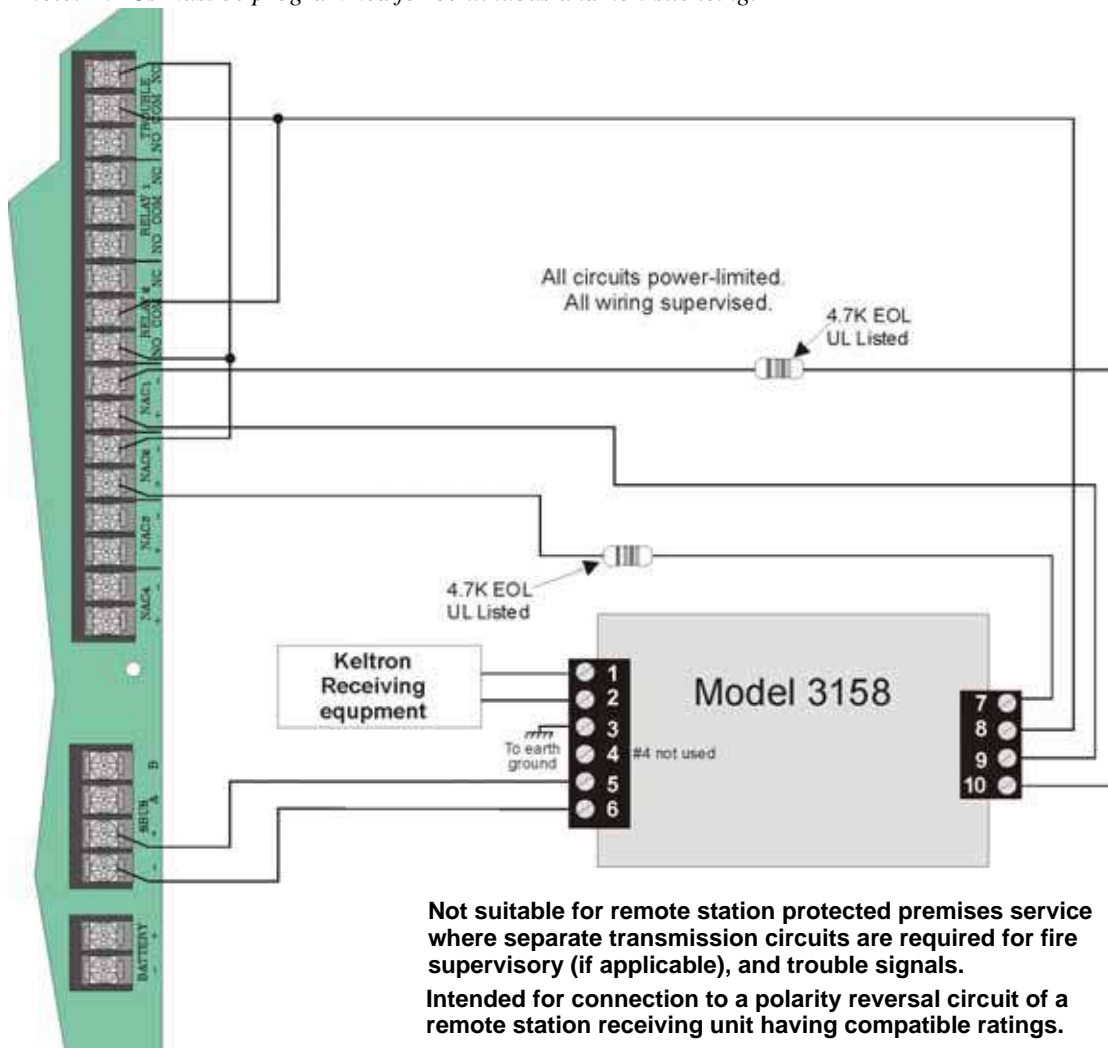 TROUBLE
NC
COM
NO
RELAY 1
NC
COM
NO
RELAY 2
NC
COM
NO
NAC1
-
+
NAC2
-
+
NAC3
-
+
NAC4
-
+
SBUS
B
A
+
-
BATTERY
+
-
All circuits power-limited.
All wiring supervised.
4.7K EOL
UL Listed
4.7K EOL
UL Listed
Keltron
Receiving
equpment
To earth
ground
1
2
3
4
5
6
#4 not used
Model 3158
7
8
9
10
Not suitable for remote station protected premises service
where separate transmission circuits are required for fire
supervisory (if applicable), and trouble signals.
Intended for connection to a polarity reversal circuit of a
remote station receiving unit having compatible ratings.